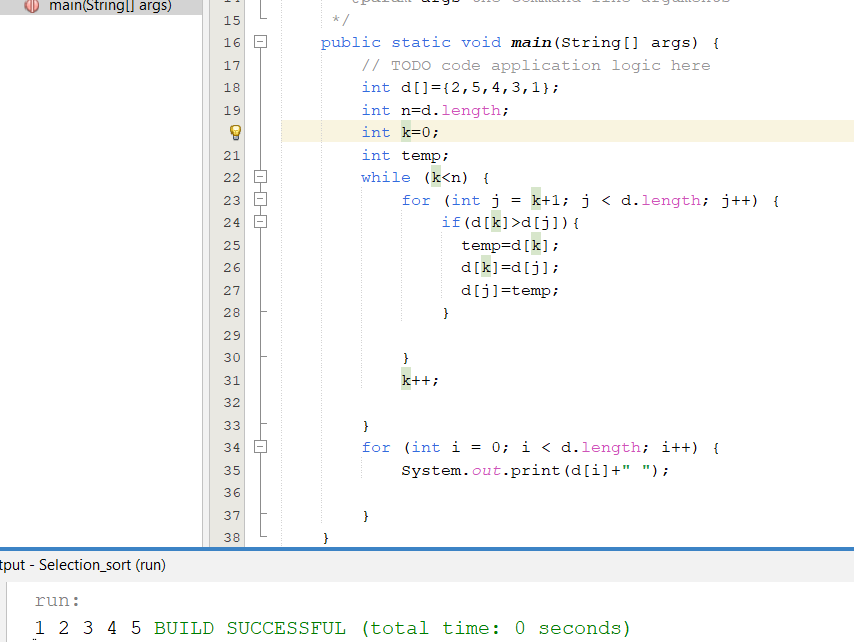 main(String[] args)
14
15 */
16 public static void main(String[] args) {
17 // TODO code application logic here
18 int d[]={2,5,4,3,1};
19 int n=d.length;
int k=0;
21 int temp;
22 while (k<n) {
23 for (int j = k+1; j < d.length; j++) {
24 if(d[k]>d[j]){
25 temp=d[k];
26 d[k]=d[j];
27 d[j]=temp;
28 }
29
30 }
31 k++;
32
33 }
34 for (int i = 0; i < d.length; i++) {
35 System.out.print(d[i]+" ");
36
37 }
38 }
tput - Selection_sort (run)
run:
1 2 3 4 5 BUILD SUCCESSFUL (total time: 0 seconds)